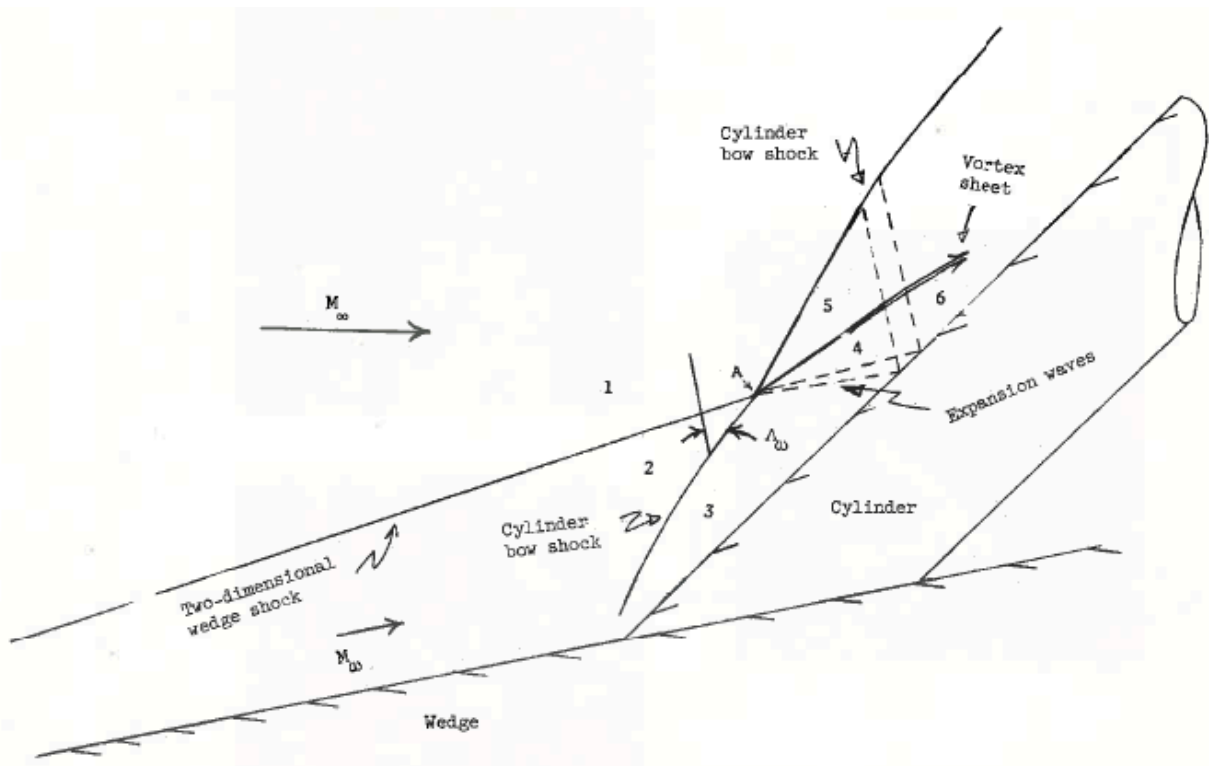 Cylinder
bow shock
Vortex
sheet
M∞
5
6
4
1
A
Expansion waves
Λω
2
3
Cylinder
Cylinder
bow shock
Two-dimensional
wedge shock
Mω
Wedge